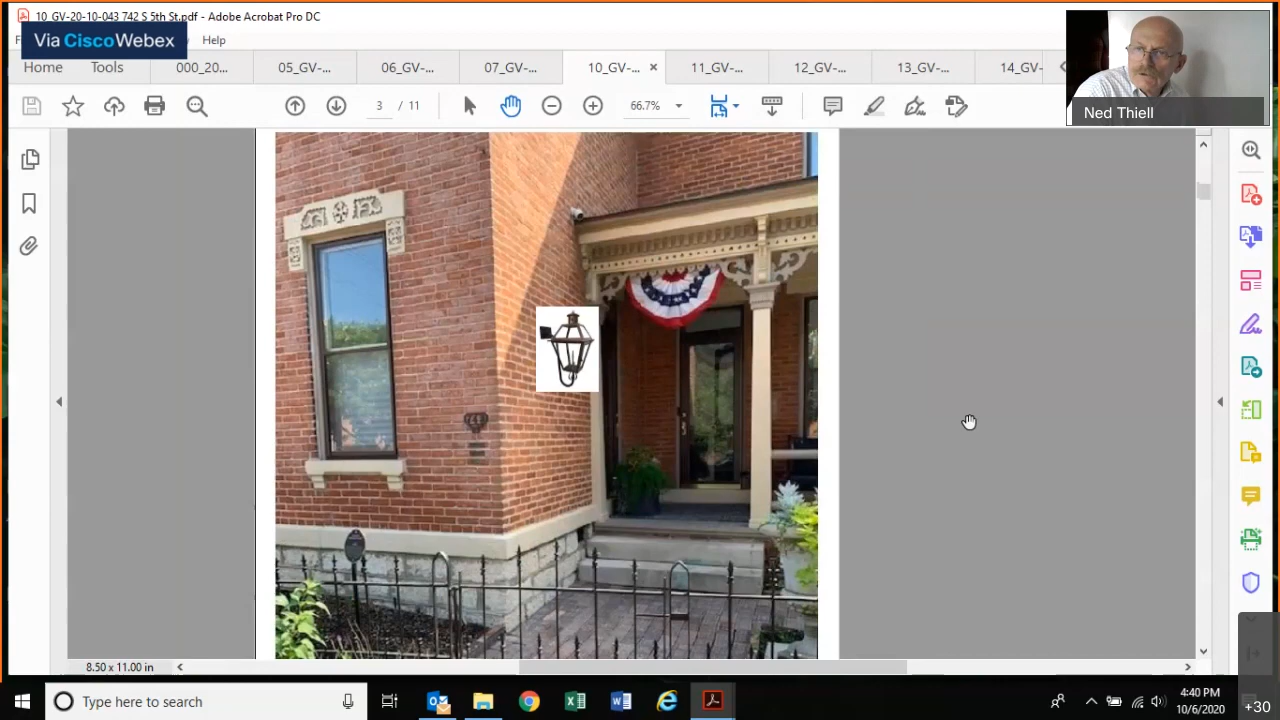 10_GV-20-10-043 742 S 5th St.pdf - Adobe Acrobat Pro DC
Via Cisco Webex
Help
Home Tools 000_20... 05_GV-... 06_GV-... 07_GV-... 10_GV-... × 11_GV-... 12_GV-... 13_GV-... 14_GV-
3 / 11 66.7%
Ned Thiell
8.50 x 11.00 in
Type here to search
4:40 PM
10/6/2020
+30